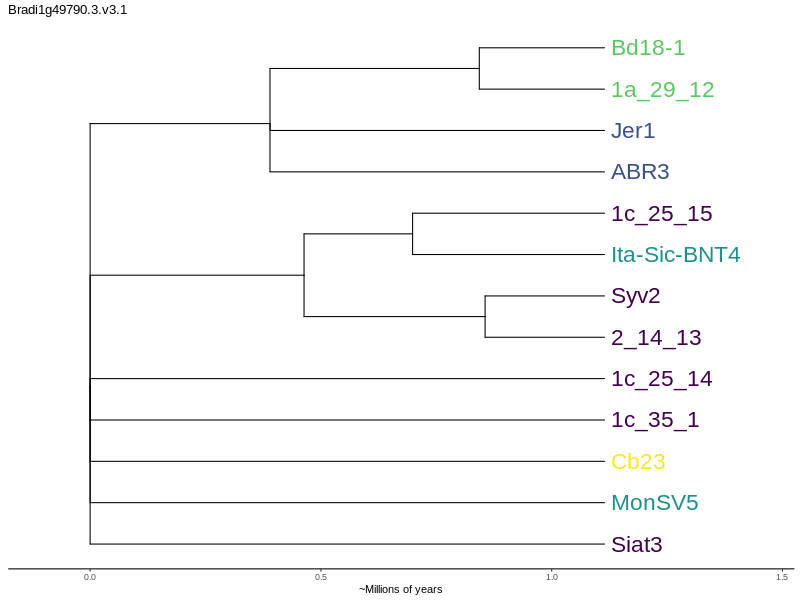 Bradi1g49790.3.v3.1
Bd18-1
1a_29_12
Jer1
ABR3
1c_25_15
Ita-Sic-BNT4
Syv2
2_14_13
1c_25_14
1c_35_1
Cb23
MonSV5
Siat3
0.0 0.5 1.0 1.5
~Millions of years